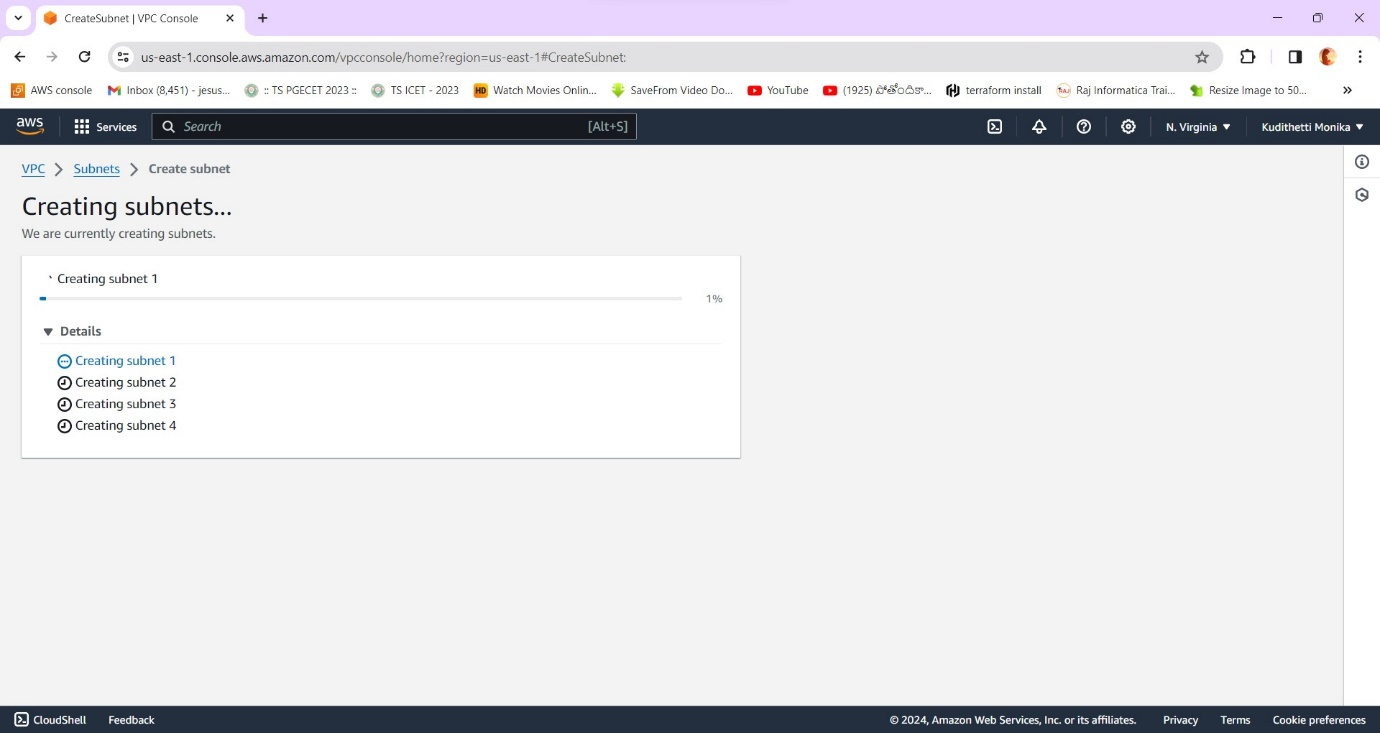 CreateSubnet | VPC Console
us-east-1.console.aws.amazon.com/vpcconsole/home?region=us-east-1#CreateSubnet:
AWS console
Inbox (8,451) - jesus...
:: TS PGECET 2023 ::
TS ICET - 2023
HD
Watch Movies Onlin...
SaveFrom Video Do...
YouTube
(1925)
terraform install
Raj Informatica Trai...
Resize Image to 50...
aws
Services
Search
[Alt+S]
N. Virginia
Kudithetti Monika
VPC
Subnets
Create subnet
Creating subnets...
We are currently creating subnets.
Creating subnet 1
1%
Details
Creating subnet 1
Creating subnet 2
Creating subnet 3
Creating subnet 4
CloudShell
Feedback
© 2024, Amazon Web Services, Inc. or its affiliates.
Privacy
Terms
Cookie preferences